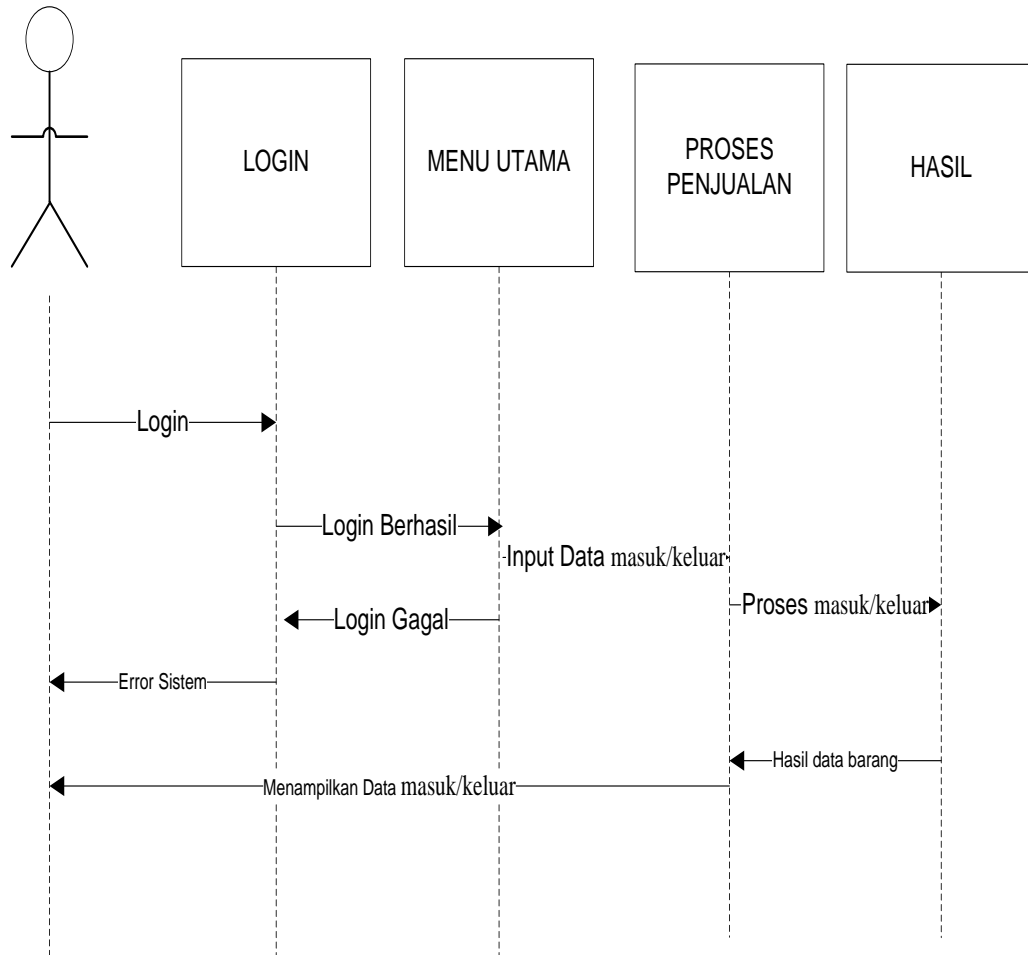 LOGIN
MENU UTAMA
PROSES
PENJUALAN
HASIL
Login
Login Berhasil
Input Data masuk/keluar
Proses masuk/keluar
Login Gagal
Error Sistem
Hasil data barang
Menampilkan Data masuk/keluar